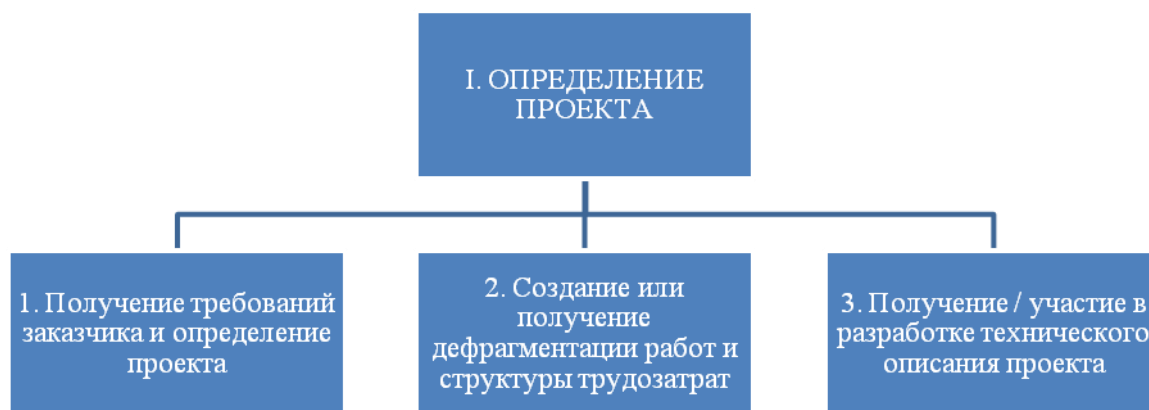 I. ОПРЕДЕЛЕНИЕ
ПРОЕКТА
1. Получение требований
заказчика и определение
проекта
2. Создание или
получение
дефрагментации работ и
структуры трудозатрат
3. Получение / участие в
разработке технического
описания проекта